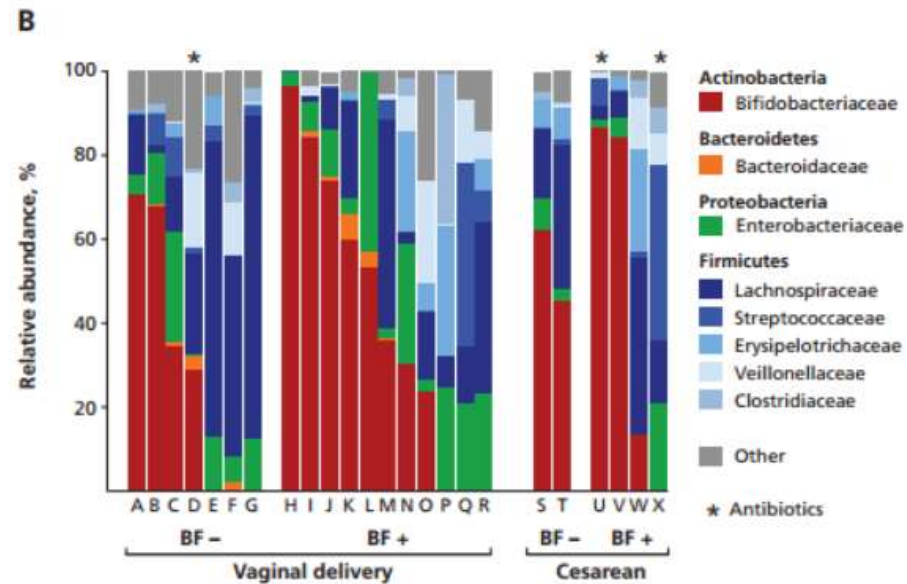 B
* * *
100
80
60
40
20
Relative abundance, %
A B C D E F G H I J K L M N O P Q R S T U V W X
BF – BF + BF – BF +
Vaginal delivery Cesarean
Actinobacteria
Bifidobacteriaceae
Bacteroidetes
Bacteroidaceae
Proteobacteria
Enterobacteriaceae
Firmicutes
Lachnospiraceae
Streptococcaceae
Erysipelotrichaceae
Veillonellaceae
Clostridiaceae
Other
* Antibiotics